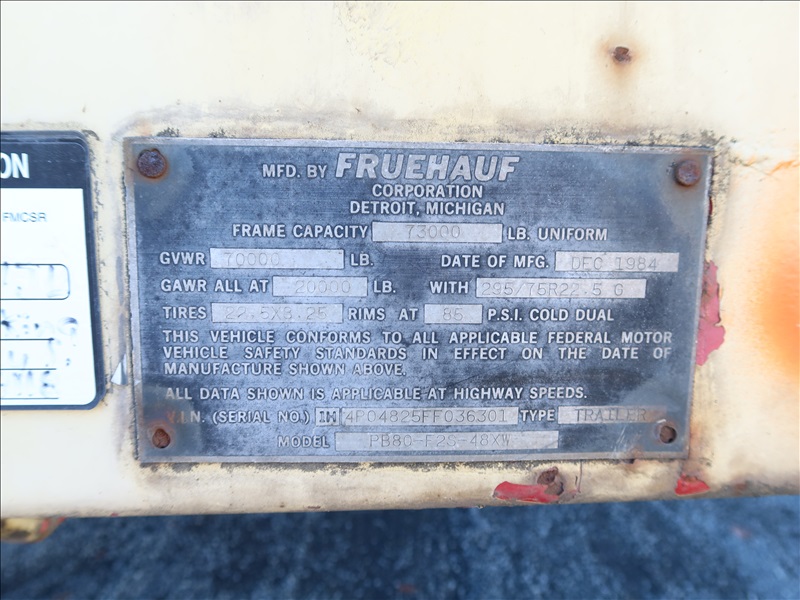 ON
FMCSR
MFD. BY FRUEHAUF
CORPORATION
DETROIT, MICHIGAN
FRAME CAPACITY 73000 LB. UNIFORM
GVWR 70000 LB. DATE OF MFG. DEC 1984
GAWR ALL AT 20000 LB. WITH 295/75R22.5 G
TIRES 22.5X8.25 RIMS AT 85 P.S.I. COLD DUAL
THIS VEHICLE CONFORMS TO ALL APPLICABLE FEDERAL MOTOR
VEHICLE SAFETY STANDARDS IN EFFECT ON THE DATE OF
MANUFACTURE SHOWN ABOVE.
ALL DATA SHOWN IS APPLICABLE AT HIGHWAY SPEEDS.
V.I.N. (SERIAL NO.) 1H 4P04825FF036301 TYPE TRAILER
MODEL PB80-F2S-48XW